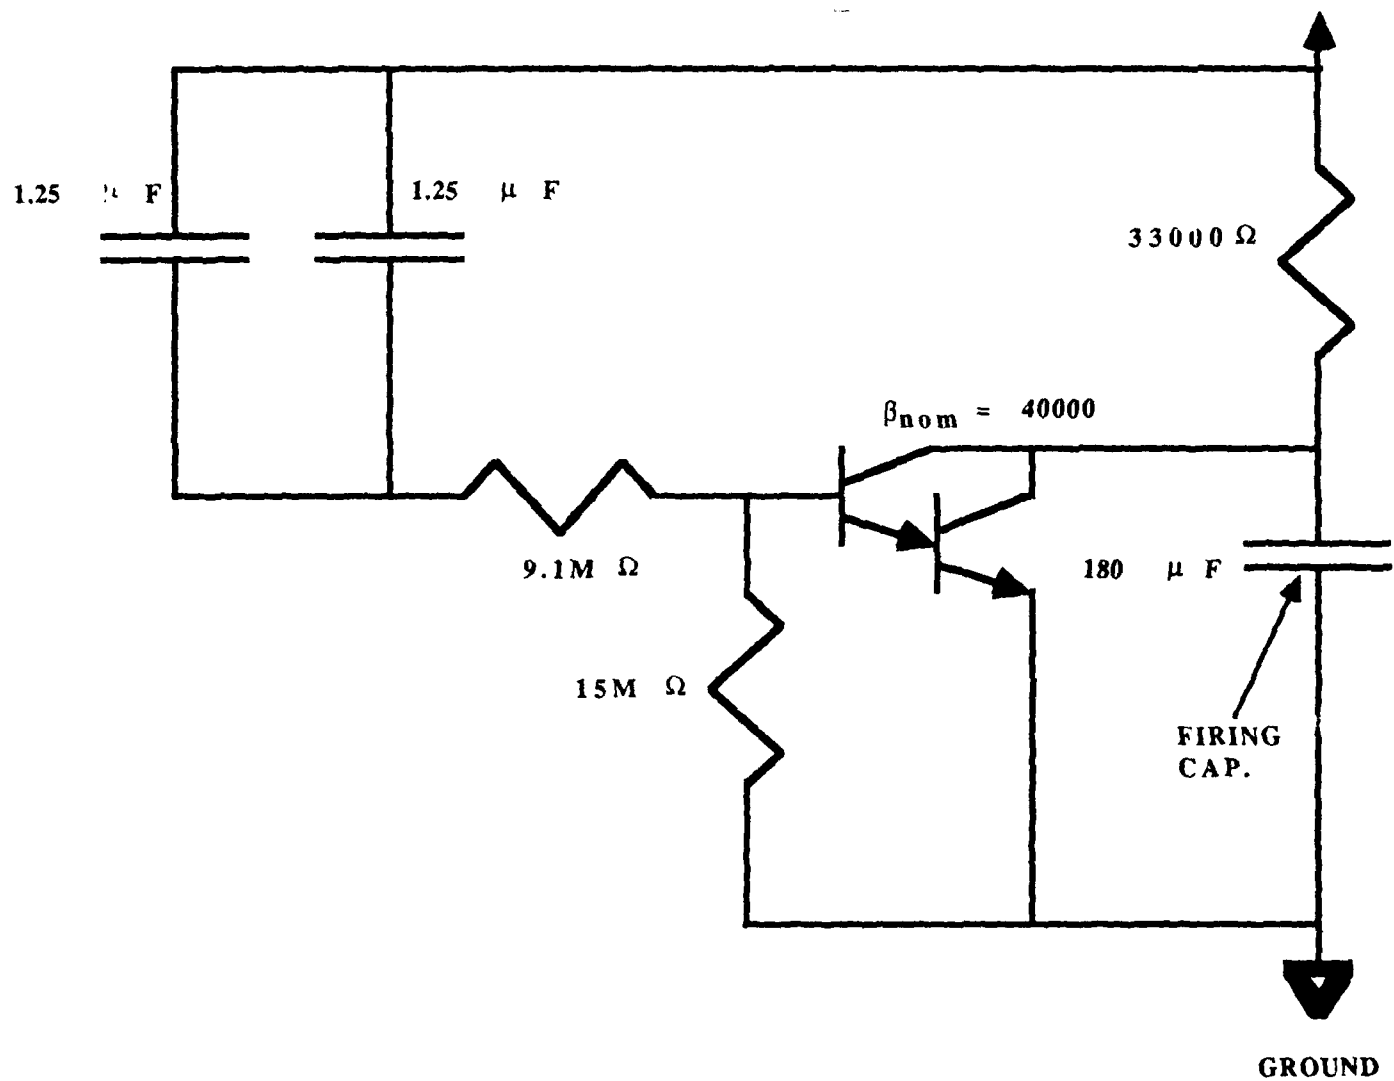 1.25 μ F
1.25 μ F
33000 Ω
βnom = 40000
9.1M Ω
180 μ F
15M Ω
FIRING
CAP.
GROUND